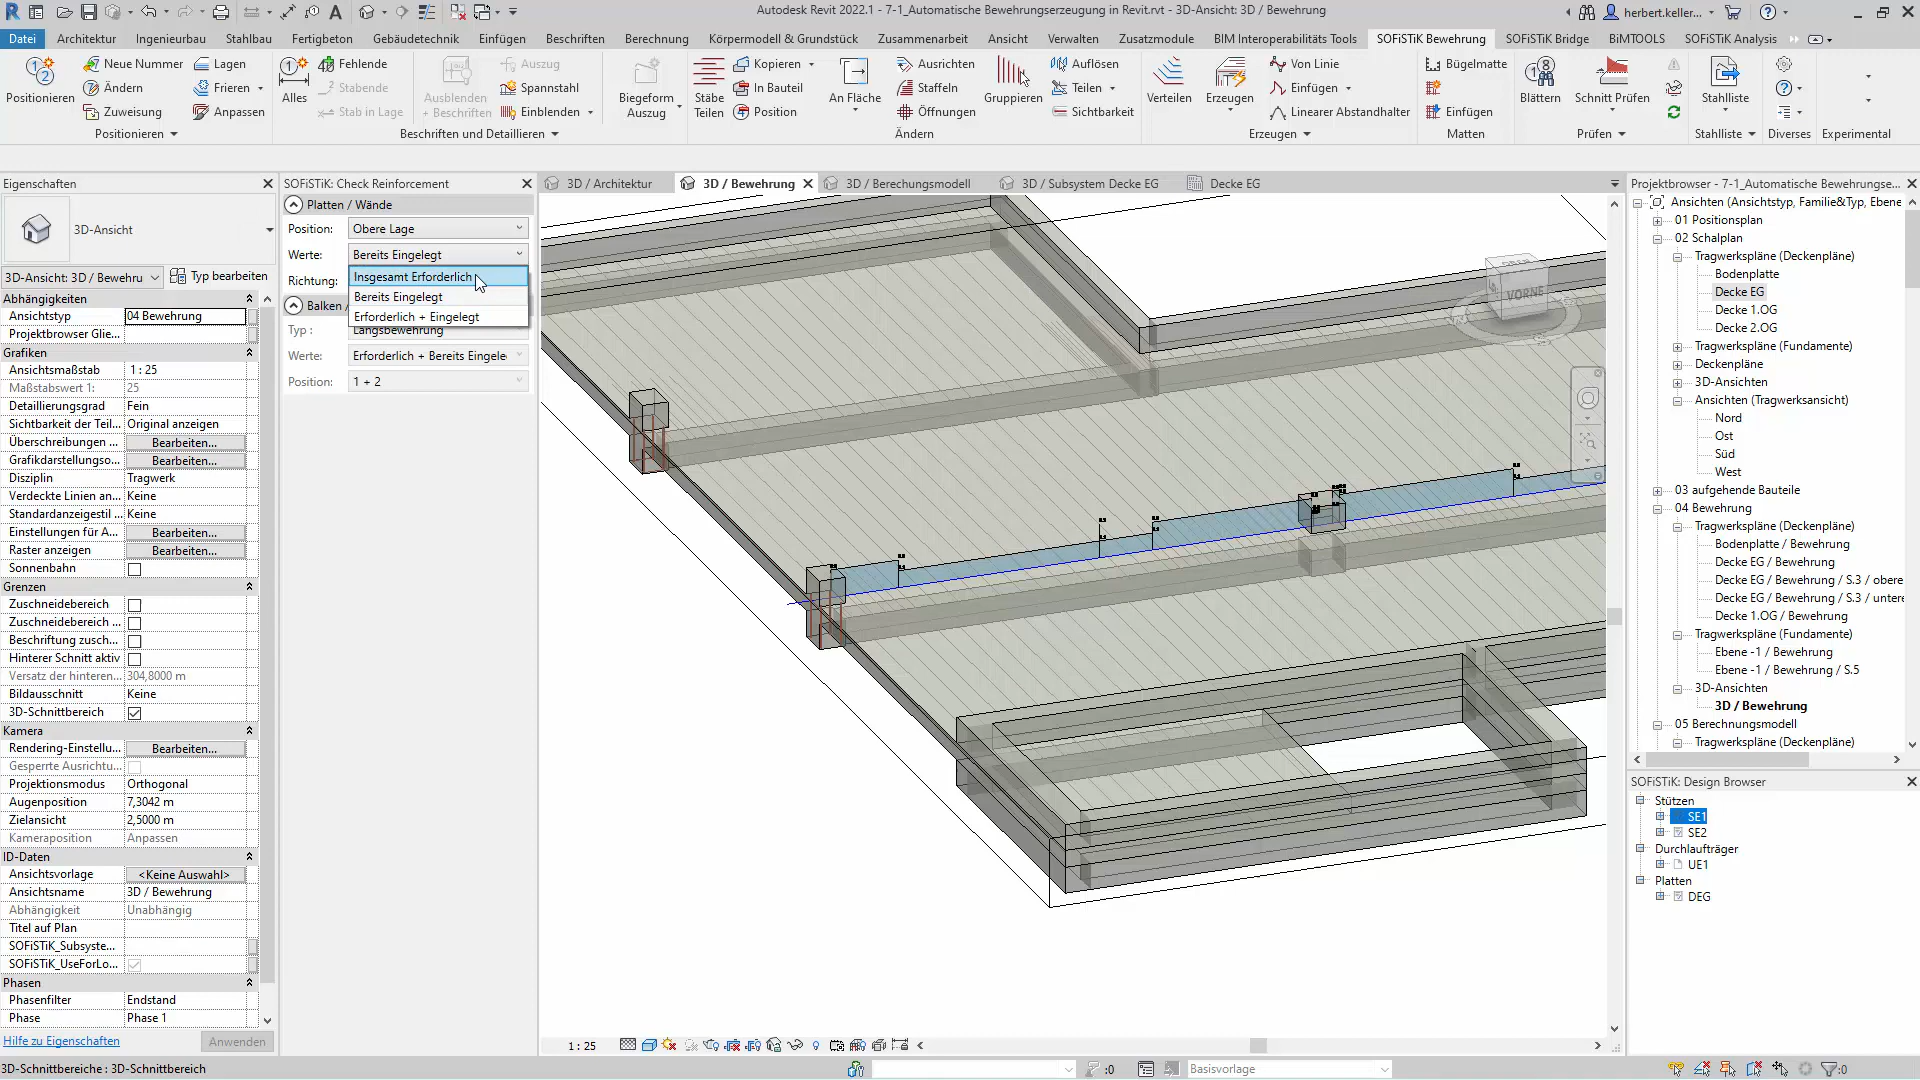 Autodesk Revit 2022.1 - 7-1_Automatische Bewehrungserzeugung in Revit.rvt - 3D-Ansicht: 3D / Bewehrung
herbert.keller...
Datei Architektur Ingenieurbau Stahlbau Fertigbeton Gebäudetechnik Einfügen Beschriften Berechnung Körpermodell & Grundstück Zusammenarbeit Ansicht Verwalten Zusatzmodule BIM Interoperabilitäts Tools SOFiSTiK Bewehrung SOFiSTiK Bridge BiMTOOLS SOFiSTiK Analysis
Positionieren
Neue Nummer
Ändern
Zuweisung
Lagen
Frieren
Anpassen
Positionieren
Alles
Fehlende
Stabende
Stab in Lage
Ausblenden
+ Beschriften
Auszug
Spannstahl
Einblenden
Biegeform
Auszug
Beschriften und Detaillieren
Stäbe
Teilen
Kopieren
In Bauteil
Position
An Fläche
Ausrichten
Staffeln
Öffnungen
Gruppieren
Auflösen
Teilen
Sichtbarkeit
Ändern
Verteilen
Erzeugen
Von Linie
Einfügen
Linearer Abstandhalter
Erzeugen
Bügelmatte
Einfügen
Matten
Blättern
Schnitt Prüfen
Prüfen
Stahlliste
Stahlliste
Diverses
Experimental
Eigenschaften
3D-Ansicht
3D-Ansicht: 3D / Bewehru
Typ bearbeiten
Abhängigkeiten
Ansichtstyp 04 Bewehrung
Projektbrowser Glie...
Grafiken
Ansichtsmaßstab 1 : 25
Maßstabswert 1: 25
Detaillierungsgrad Fein
Sichtbarkeit der Teil... Original anzeigen
Überschreibungen ... Bearbeiten...
Grafikdarstellungso... Bearbeiten...
Disziplin Tragwerk
Verdeckte Linien an... Keine
Standardanzeigestil ... Keine
Einstellungen für A... Bearbeiten...
Raster anzeigen Bearbeiten...
Sonnenbahn
Grenzen
Zuschneidebereich
Zuschneidebereich ...
Beschriftung zusch...
Hinterer Schnitt aktiv
Versatz der hinteren... 304,8000 m
Bildausschnitt Keine
3D-Schnittbereich
Kamera
Rendering-Einstellu... Bearbeiten...
Gesperrte Ausrichtu...
Projektionsmodus Orthogonal
Augenposition 7,3042 m
Zielansicht 2,5000 m
Kameraposition Anpassen
ID-Daten
Ansichtsvorlage <Keine Auswahl>
Ansichtsname 3D / Bewehrung
Abhängigkeit Unabhängig
Titel auf Plan
SOFiSTiK_Subsyste...
SOFiSTiK_UseForLo...
Phasen
Phasenfilter Endstand
Phase Phase 1
Hilfe zu Eigenschaften
Anwenden
SOFiSTiK: Check Reinforcement
Platten / Wände
Position: Obere Lage
Werte: Bereits Eingelegt
Richtung:
Insgesamt Erforderlich
Bereits Eingelegt
Erforderlich + Eingelegt
Balken /
Typ : Längsbewehrung
Werte: Erforderlich + Bereits Eingele
Position: 1 + 2
3D / Architektur
3D / Bewehrung
3D / Berechungsmodell
3D / Subsystem Decke EG
Decke EG
VORNE
1 : 25
Projektbrowser - 7-1_Automatische Bewehrungse...
Ansichten (Ansichtstyp, Familie&Typ, Ebene
01 Positionsplan
02 Schalplan
Tragwerkspläne (Deckenpläne)
Bodenplatte
Decke EG
Decke 1.OG
Decke 2.OG
Tragwerkspläne (Fundamente)
Deckenpläne
3D-Ansichten
Ansichten (Tragwerksansicht)
Nord
Ost
Süd
West
03 aufgehende Bauteile
04 Bewehrung
Tragwerkspläne (Deckenpläne)
Bodenplatte / Bewehrung
Decke EG / Bewehrung
Decke EG / Bewehrung / S.3 / obere
Decke EG / Bewehrung / S.3 / untere
Decke 1.OG / Bewehrung
Tragwerkspläne (Fundamente)
Ebene -1 / Bewehrung
Ebene -1 / Bewehrung / S.5
3D-Ansichten
3D / Bewehrung
05 Berechnungsmodell
Tragwerkspläne (Deckenpläne)
SOFiSTiK: Design Browser
Stützen
SE1
SE2
Durchlaufträger
UE1
Platten
DEG
3D-Schnittbereiche : 3D-Schnittbereich
:0
Basisvorlage
:0